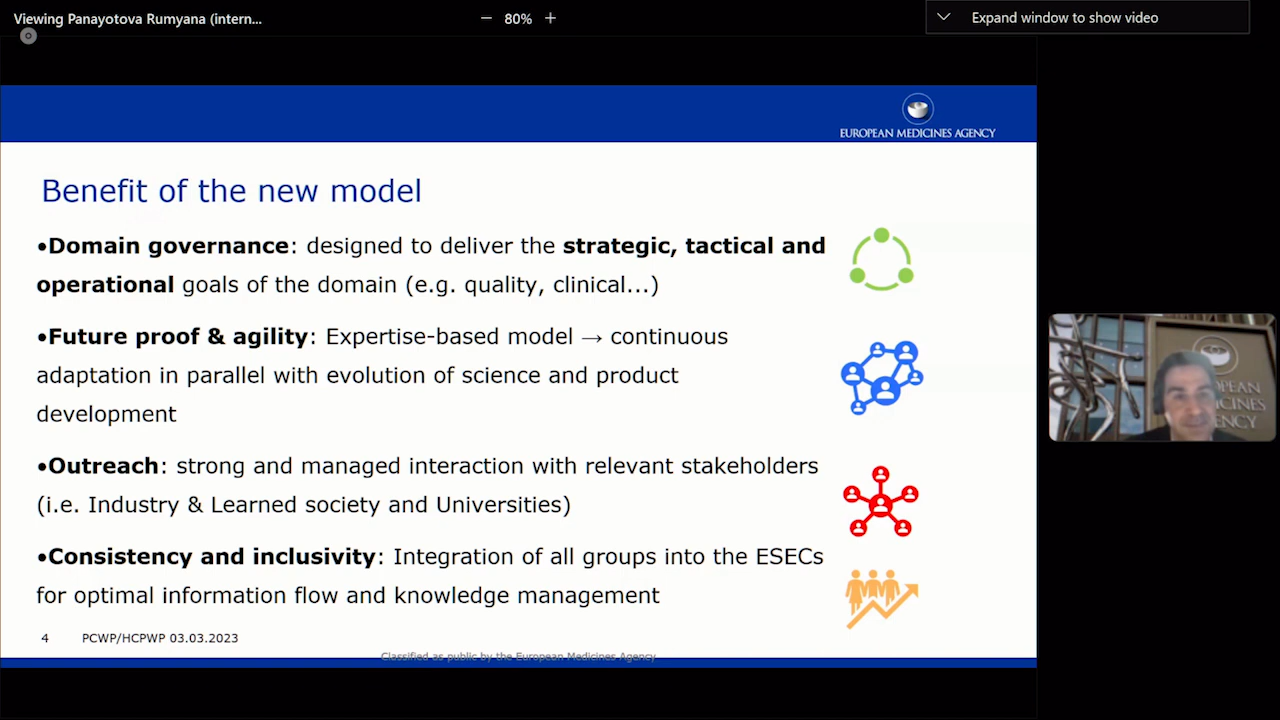 Viewing Panayotova Rumyana (intern...
80%
Expand window to show video
EUROPEAN MEDICINES AGENCY
Benefit of the new model
•Domain governance: designed to deliver the strategic, tactical and
operational goals of the domain (e.g. quality, clinical...)
•Future proof & agility: Expertise-based model → continuous
adaptation in parallel with evolution of science and product
development
•Outreach: strong and managed interaction with relevant stakeholders
(i.e. Industry & Learned society and Universities)
•Consistency and inclusivity: Integration of all groups into the ESECs
for optimal information flow and knowledge management
4 PCWP/HCPWP 03.03.2023
Classified as public by the European Medicines Agency